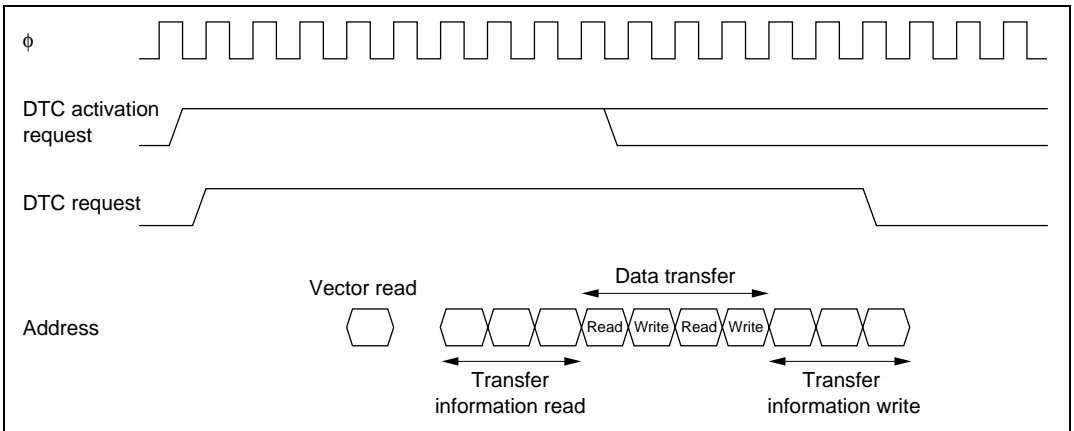 ϕ
DTC activation
request
DTC request
Data transfer
Vector read
Address
Read Write Read Write
Transfer
information read
Transfer
information write